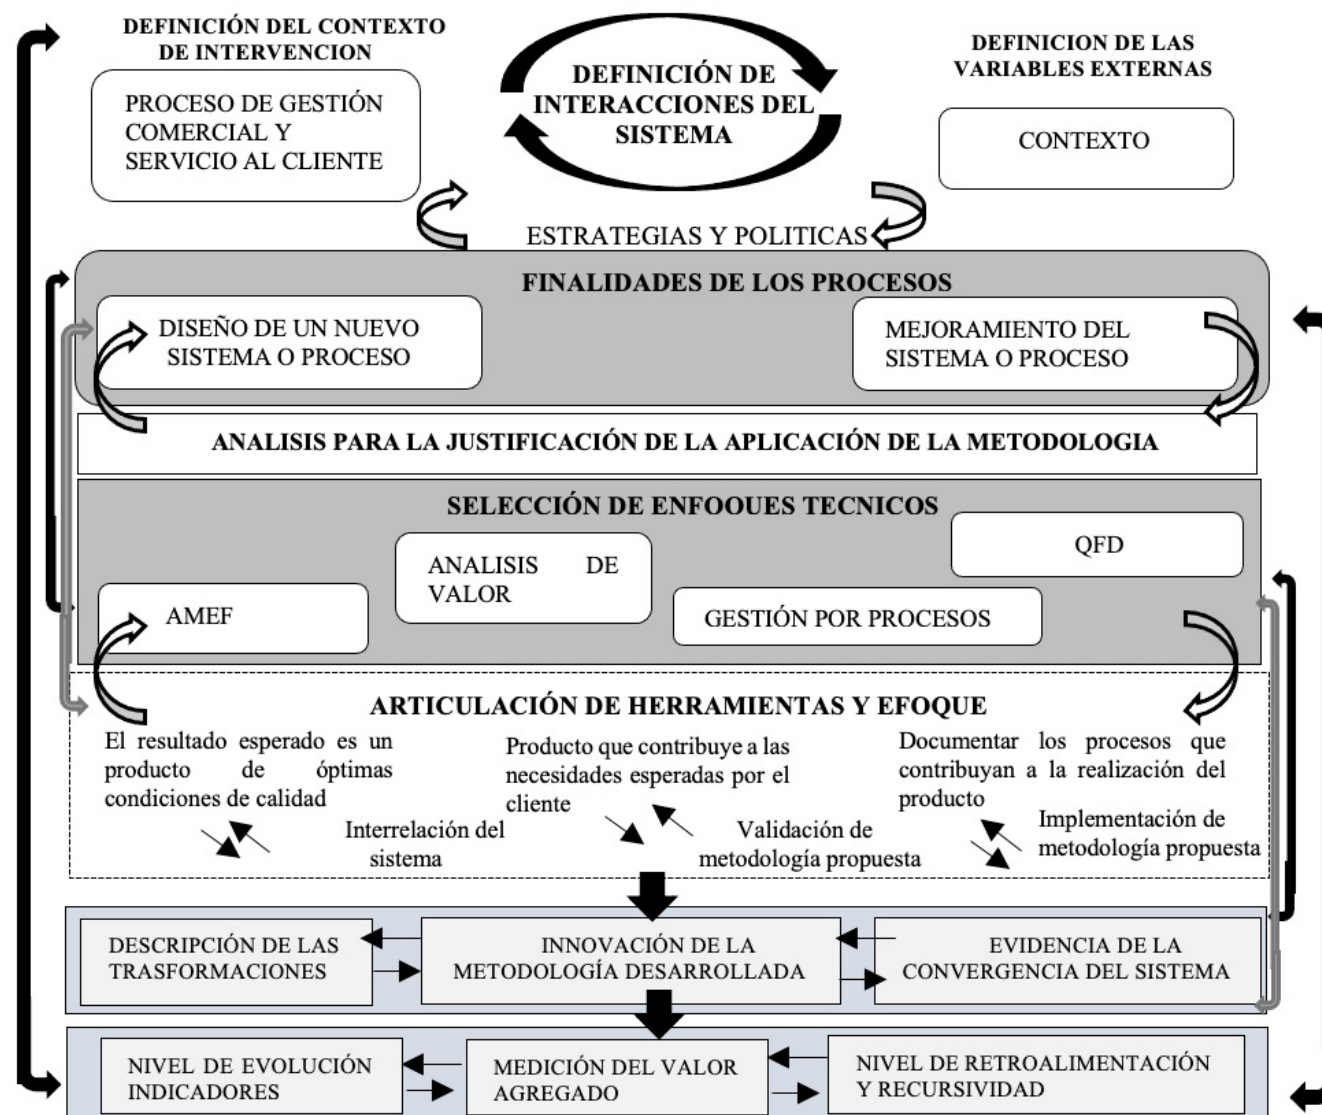 DEFINICIÓN DEL CONTEXTO
DE INTERVENCION
PROCESO DE GESTIÓN
COMERCIAL Y
SERVICIO AL CLIENTE
DEFINICIÓN DE
INTERACCIONES DEL
SISTEMA
DEFINICION DE LAS
VARIABLES EXTERNAS
CONTEXTO
ESTRATEGIAS Y POLITICAS
FINALIDADES DE LOS PROCESOS
DISEÑO DE UN NUEVO
SISTEMA O PROCESO
MEJORAMIENTO DEL
SISTEMA O PROCESO
ANALISIS PARA LA JUSTIFICACIÓN DE LA APLICACIÓN DE LA METODOLOGIA
SELECCIÓN DE ENFOQUES TECNICOS
AMEF
ANALISIS DE
VALOR
GESTIÓN POR PROCESOS
QFD
ARTICULACIÓN DE HERRAMIENTAS Y EFOQUE
El resultado esperado es un
producto de óptimas
condiciones de calidad
Producto que contribuye a las
necesidades esperadas por el
cliente
Documentar los procesos que
contribuyan a la realización del
producto
Interrelación del
sistema
Validación de
metodología propuesta
Implementación de
metodología propuesta
DESCRIPCIÓN DE LAS
TRASFORMACIONES
INNOVACIÓN DE LA
METODOLOGÍA DESARROLLADA
EVIDENCIA DE LA
CONVERGENCIA DEL SISTEMA
NIVEL DE EVOLUCIÓN
INDICADORES
MEDICIÓN DEL VALOR
AGREGADO
NIVEL DE RETROALIMENTACIÓN
Y RECURSIVIDAD